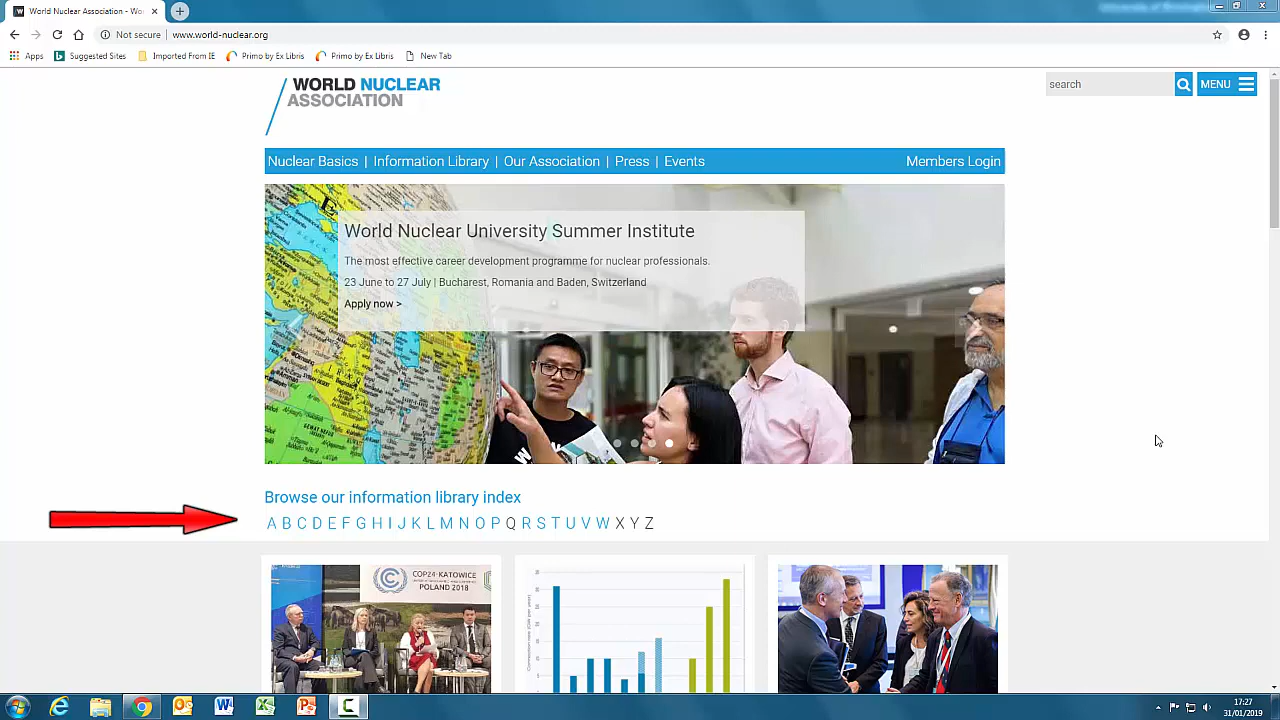 World Nuclear Association -
Not secure | www.world-nuclear.org
Apps Suggested Sites Imported From IE Primo by Ex Libris Primo by Ex Libris New Tab
WORLD NUCLEAR
ASSOCIATION
search
MENU
Nuclear Basics | Information Library | Our Association | Press | Events
Members Login
World Nuclear University Summer Institute
The most effective career development programme for nuclear professionals.
23 June to 27 July | Bucharest, Romania and Baden, Switzerland
Apply now >
Browse our information library index
A B C D E F G H I J K L M N O P Q R S T U V W X Y Z
COP24·KATOWICE
POLAND 2018
17:27
31/01/2019